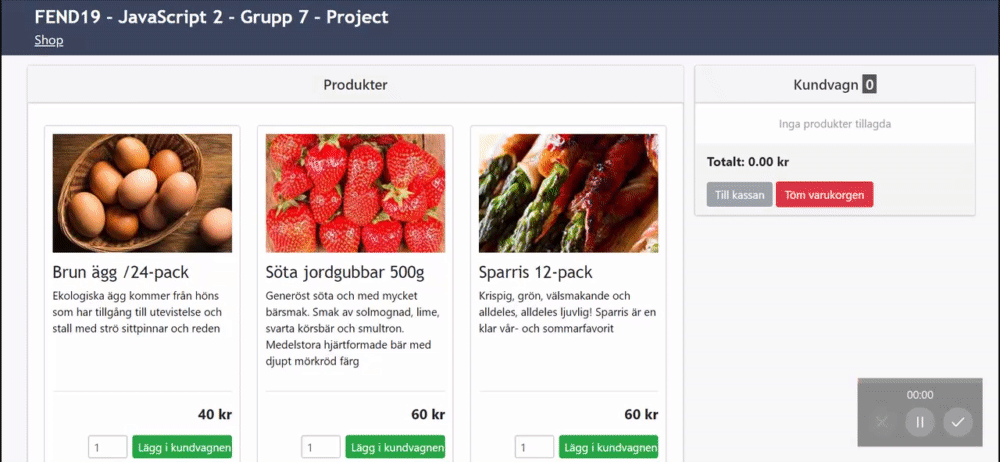 FEND19 - JavaScript 2 - Grupp 7 - Project
Shop
Produkter
Brun ägg /24-pack
Ekologiska ägg kommer från höns
som har tillgång till utevistelse och
stall med strö sittpinnar och reden
40 kr
1
Lägg i kundvagnen
Söta jordgubbar 500g
Generöst söta och med mycket
bärsmak. Smak av solmognad, lime,
svarta körsbär och smultron.
Medelstora hjärtformade bär med
djupt mörkröd färg
60 kr
1
Lägg i kundvagnen
Sparris 12-pack
Krispig, grön, välsmakande och
alldeles, alldeles ljuvlig! Sparris är en
klar vår- och sommarfavorit
60 kr
1
Lägg i kundvagnen
Kundvagn 0
Inga produkter tillagda
Totalt: 0.00 kr
Till kassan
Töm varukorgen
00:00